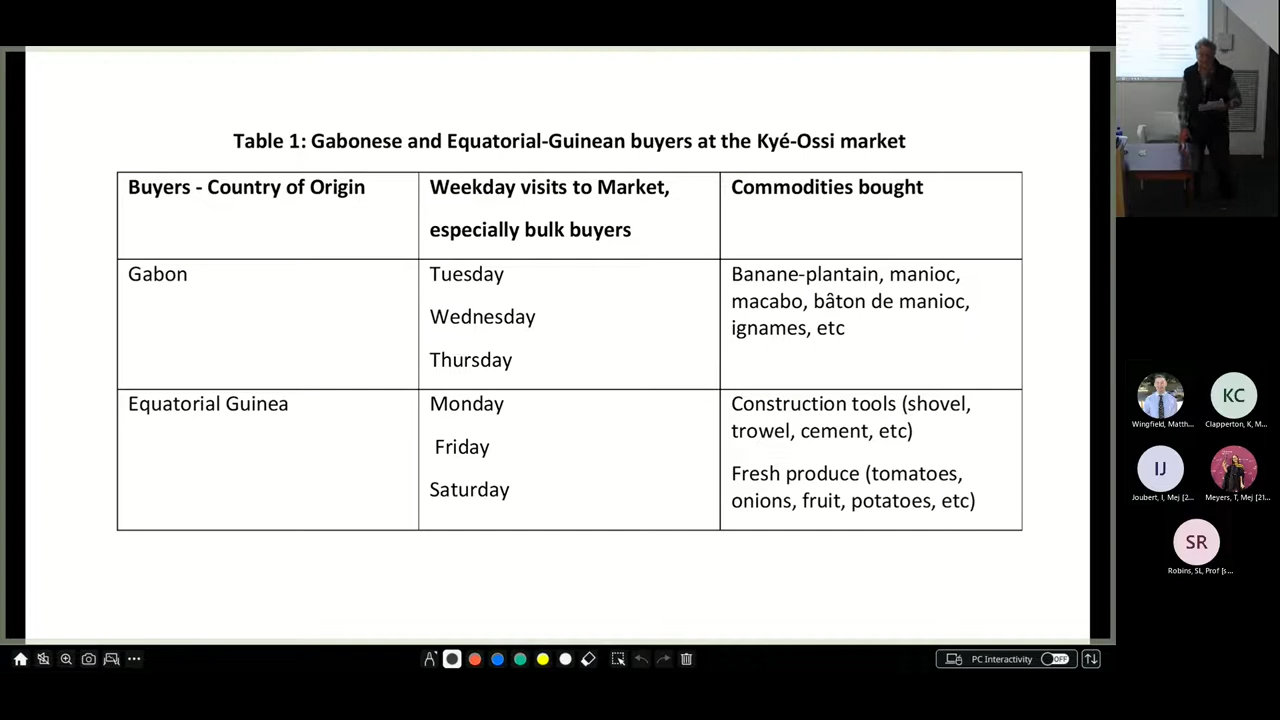 Table 1: Gabonese and Equatorial-Guinean buyers at the Kyé-Ossi market
Buyers - Country of Origin
Weekday visits to Market,
especially bulk buyers
Commodities bought
Gabon
Tuesday
Wednesday
Thursday
Banane-plantain, manioc,
macabo, bâton de manioc,
ignames, etc
Equatorial Guinea
Monday
Friday
Saturday
Construction tools (shovel,
trowel, cement, etc)
Fresh produce (tomatoes,
onions, fruit, potatoes, etc)
KC
Wingfield, Matth...
Clapperton, K, M...
IJ
Joubert, I, Mej [2...
Meyers, T, Mej [21...
SR
Robins, SL, Prof [s...
PC Interactivity
OFF